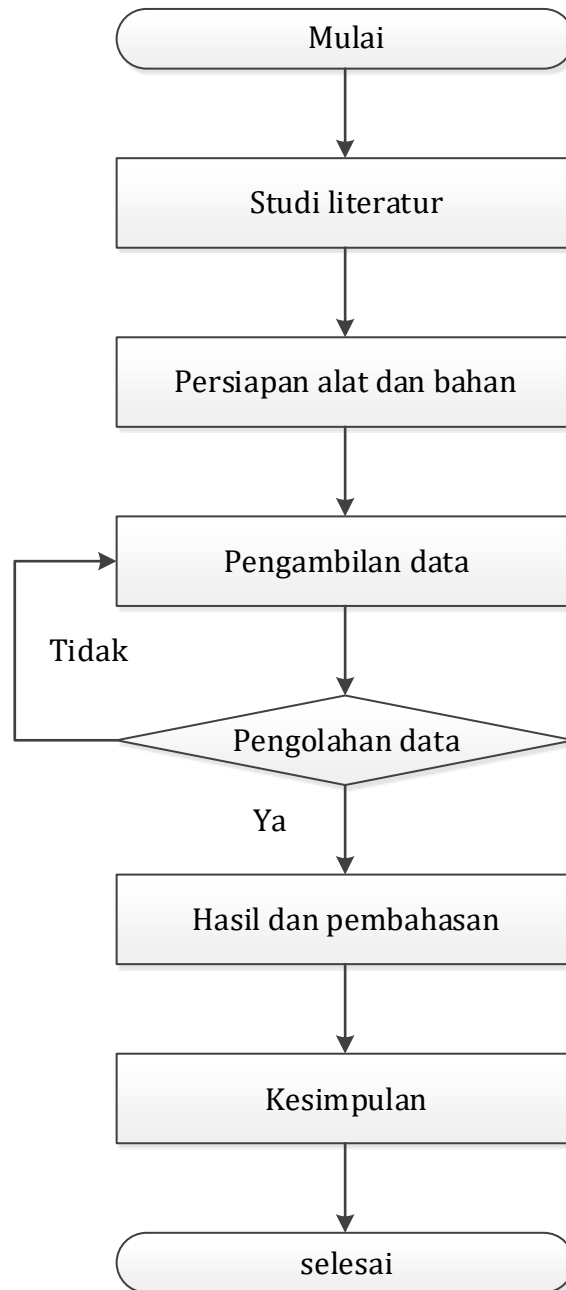 Mulai
Studi literatur
Persiapan alat dan bahan
Pengambilan data
Tidak
Pengolahan data
Ya
Hasil dan pembahasan
Kesimpulan
selesai